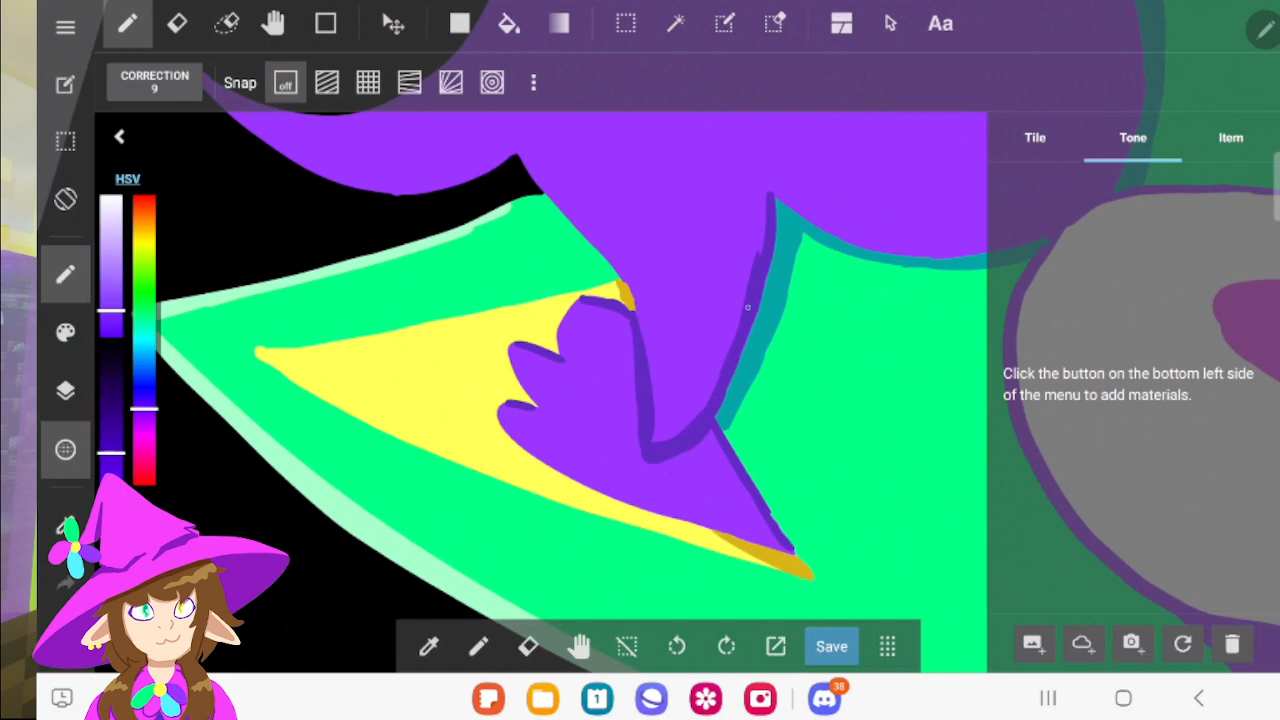 Aa
CORRECTION
9
Snap
off
Tile
Tone
Item
HSV
Click the button on the bottom left side
of the menu to add materials.
Save
1
38